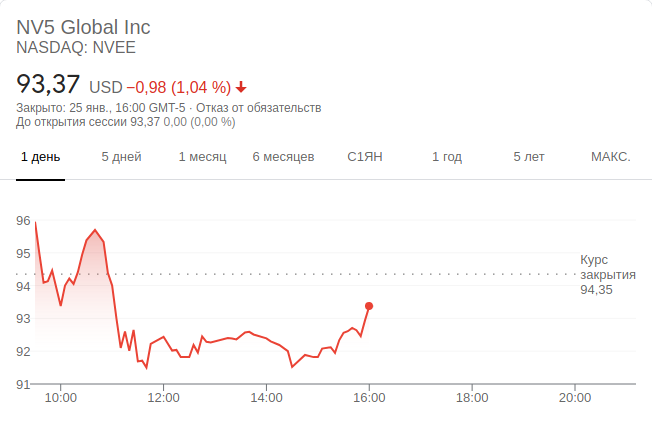 NV5 Global Inc
NASDAQ: NVEE
93,37 USD −0,98 (1,04 %)
Закрыто: 25 янв., 16:00 GMT-5 · Отказ от обязательств
До открытия сессии 93,37 0,00 (0,00 %)
1 день 5 дней 1 месяц 6 месяцев С1ЯН 1 год 5 лет МАКС.
96
95
Курс
закрытия
94,35
94
93
92
91
10:00 12:00 14:00 16:00 18:00 20:00